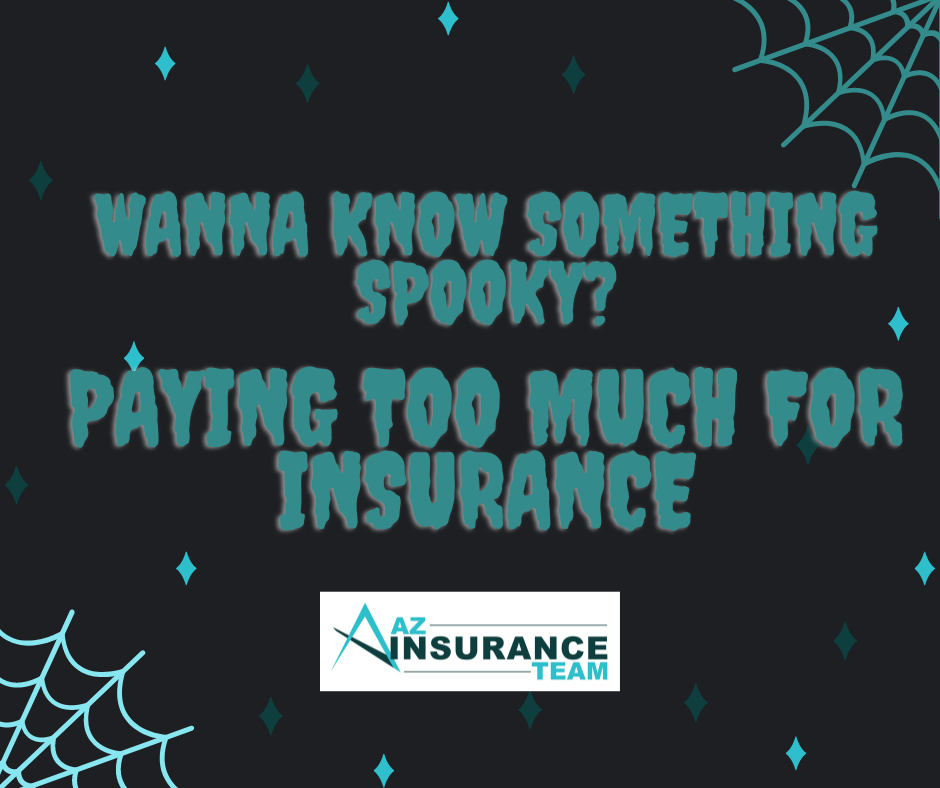 WANNA KNOW SOMETHING
SPOOKY?
PAYING TOO MUCH FOR
INSURANCE
AZ
INSURANCE
TEAM